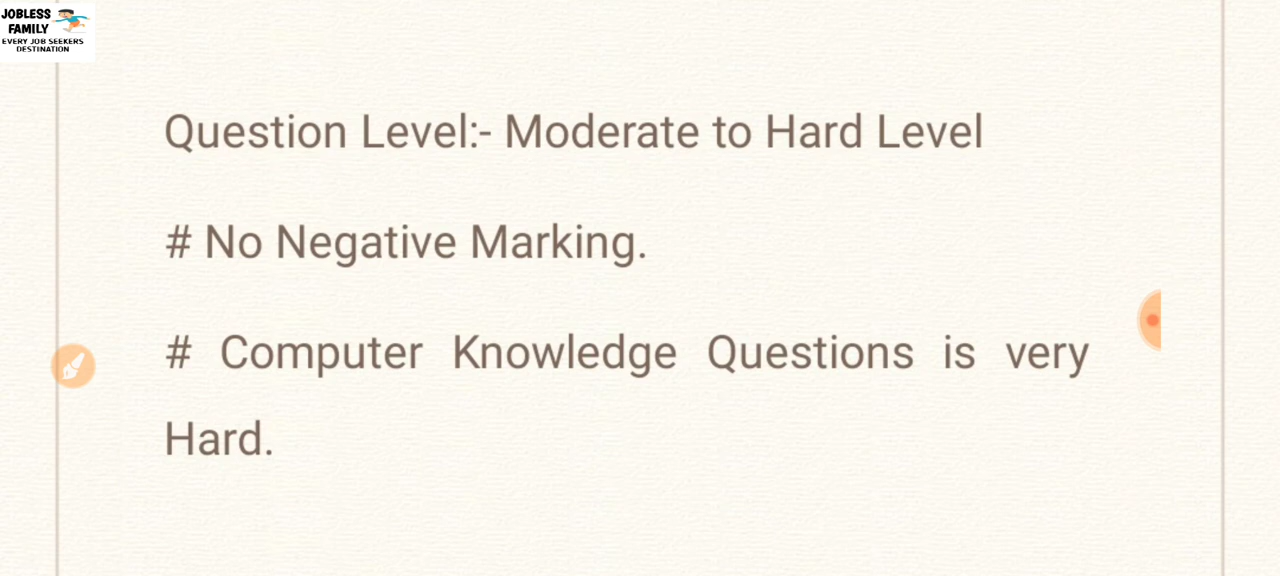 JOBLESS
FAMILY
EVERY JOB SEEKERS
DESTINATION
Question Level:- Moderate to Hard Level
# No Negative Marking.
# Computer Knowledge Questions is very
Hard.